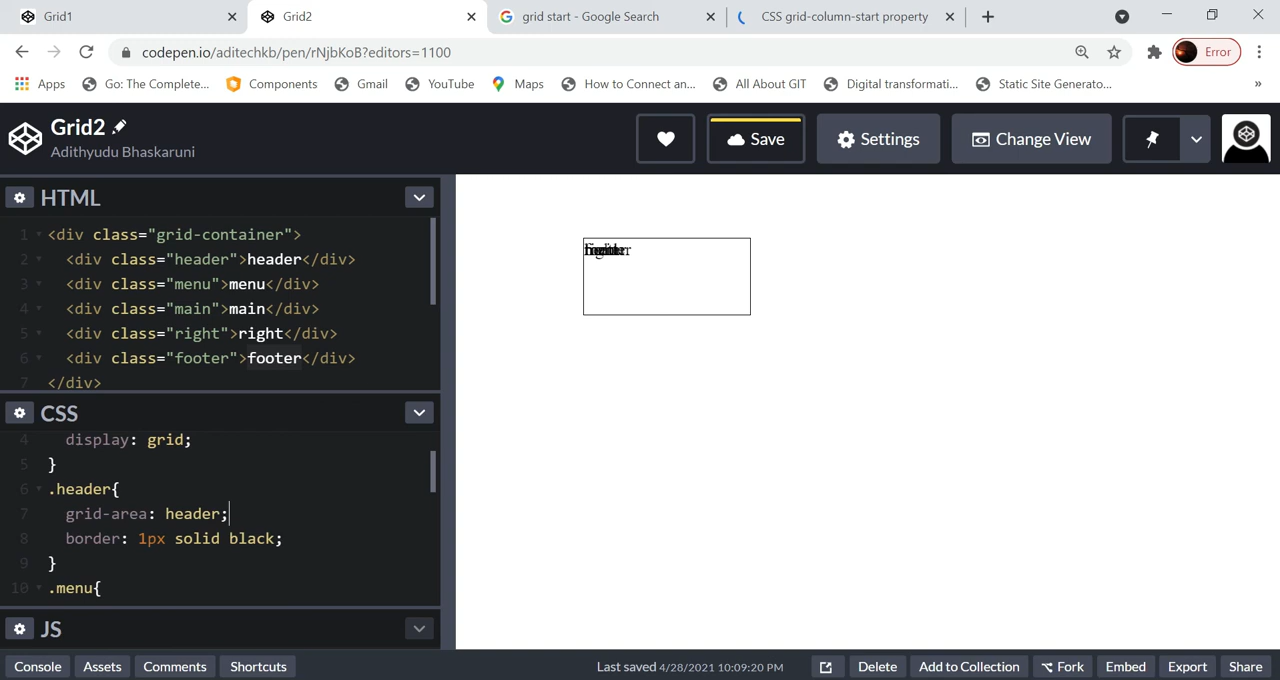 Grid1
Grid2
grid start - Google Search
CSS grid-column-start property
codepen.io/aditechkb/pen/rNjbKoB?editors=1100
Error
Apps
Go: The Complete...
Components
Gmail
YouTube
Maps
How to Connect an...
All About GIT
Digital transformati...
Static Site Generato...
»
Grid2
Adithyudu Bhaskaruni
Save
Settings
Change View
HTML
1 <div class="grid-container">
2 <div class="header">header</div>
3 <div class="menu">menu</div>
4 <div class="main">main</div>
5 <div class="right">right</div>
6 <div class="footer">footer</div>
7 </div>
CSS
4 display: grid;
5 }
6 .header{
7 grid-area: header;
8 border: 1px solid black;
9 }
10 .menu{
JS
Console
Assets
Comments
Shortcuts
Last saved 4/28/2021 10:09:20 PM
Delete
Add to Collection
Fork
Embed
Export
Share